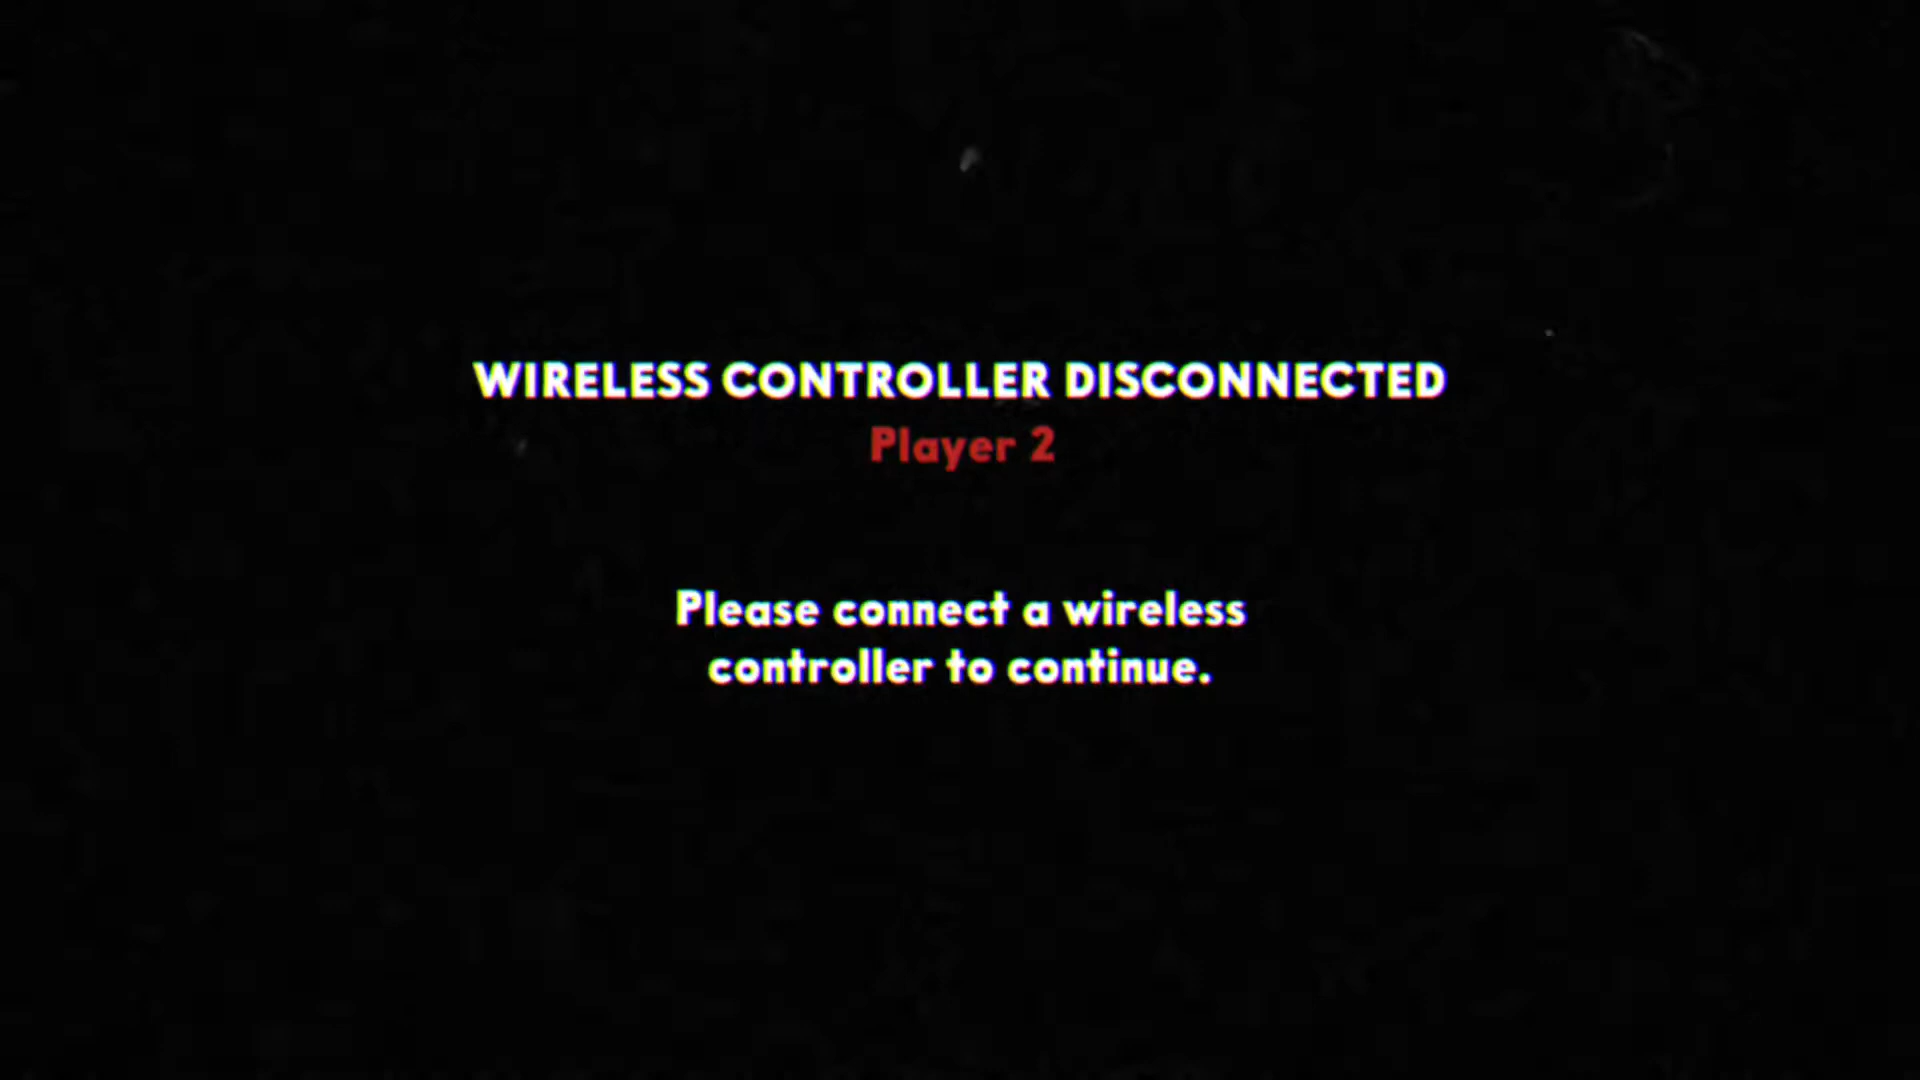 WIRELESS CONTROLLER DISCONNECTED
Player 2
Please connect a wireless
controller to continue.